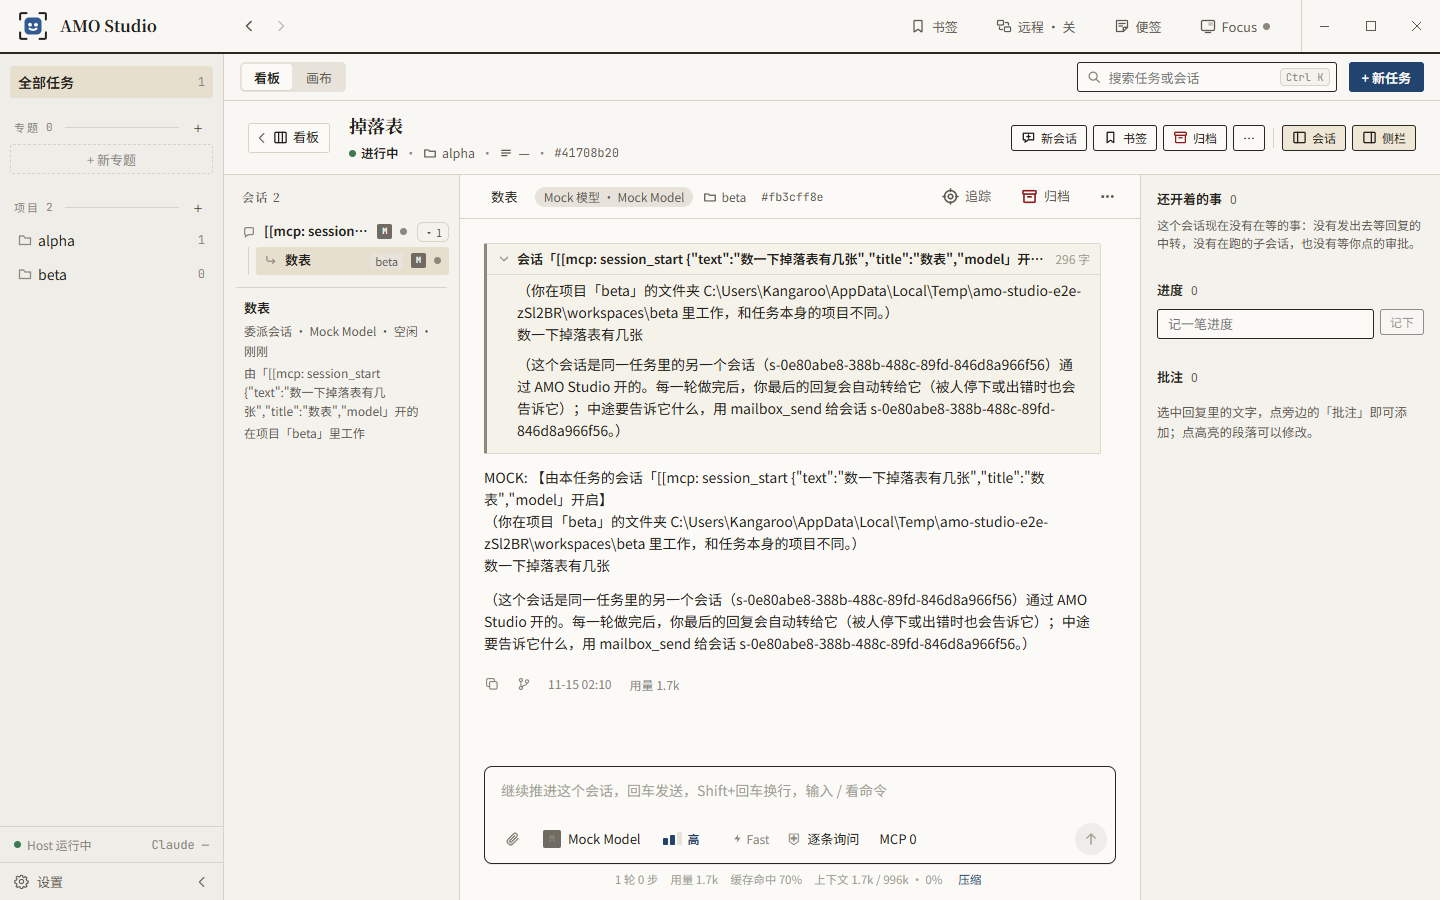 AMO Studio
书签
远程 · 关
便签
Focus
全部任务 1
专题 0
+ 新专题
项目 2
alpha 1
beta 0
Host 运行中 Claude —
设置
看板 画布
搜索任务或会话 Ctrl K
+ 新任务
看板
掉落表
进行中 · alpha · — · #41708b20
新会话
书签
归档
···
会话
侧栏
会话 2
[[mcp: session··· M 1
数表 beta M
数表
委派会话 · Mock Model · 空闲 ·
刚刚
由「[[mcp: session_start
{"text":"数一下掉落表有几
张","title":"数表","model」开的
在项目「beta」里工作
数表 Mock 模型 · Mock Model beta #fb3cff8e
追踪
归档
···
会话「[[mcp: session_start {"text":"数一下掉落表有几张","title":"数表","model」开··· 296 字
（你在项目「beta」的文件夹 C:\Users\Kangaroo\AppData\Local\Temp\amo-studio-e2e-
zSl2BR\workspaces\beta 里工作，和任务本身的项目不同。）
数一下掉落表有几张
（这个会话是同一任务里的另一个会话（s-0e80abe8-388b-488c-89fd-846d8a966f56）通
过 AMO Studio 开的。每一轮做完后，你最后的回复会自动转给它（被人停下或出错时也会
告诉它）；中途要告诉它什么，用 mailbox_send 给会话 s-0e80abe8-388b-488c-89fd-
846d8a966f56。）
MOCK: 【由本任务的会话「[[mcp: session_start {"text":"数一下掉落表有几张","title":"数
表","model」开启】
（你在项目「beta」的文件夹 C:\Users\Kangaroo\AppData\Local\Temp\amo-studio-e2e-
zSl2BR\workspaces\beta 里工作，和任务本身的项目不同。）
数一下掉落表有几张
（这个会话是同一任务里的另一个会话（s-0e80abe8-388b-488c-89fd-846d8a966f56）通过 AMO
Studio 开的。每一轮做完后，你最后的回复会自动转给它（被人停下或出错时也会告诉它）；中途
要告诉它什么，用 mailbox_send 给会话 s-0e80abe8-388b-488c-89fd-846d8a966f56。）
11-15 02:10 用量 1.7k
继续推进这个会话，回车发送，Shift+回车换行，输入 / 看命令
M Mock Model 高 Fast 逐条询问 MCP 0
1 轮 0 步 用量 1.7k 缓存命中 70% 上下文 1.7k / 996k · 0% 压缩
还开着的事 0
这个会话现在没有在等的事：没有发出去等回复的
中转，没有在跑的子会话，也没有等你点的审批。
进度 0
记一笔进度 记下
批注 0
选中回复里的文字，点旁边的「批注」即可添
加；点高亮的段落可以修改。